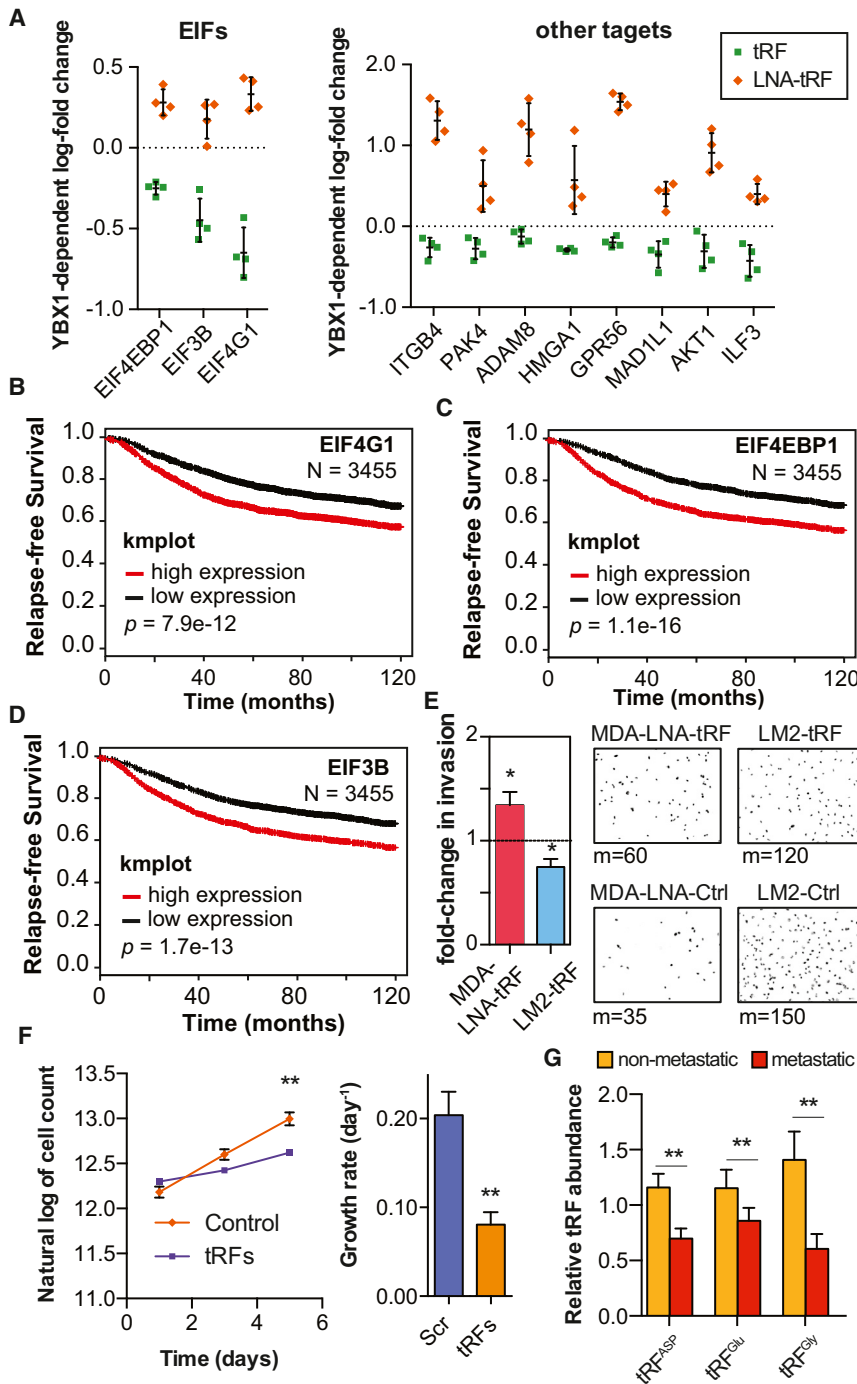 A
EIFs
other tagets
tRF
LNA-tRF
YBX1-dependent log-fold change
0.5
0.0
-0.5
-1.0
EIF4EBP1
EIF3B
EIF4G1
YBX1-dependent log-fold change
2.0
1.0
0.0
-1.0
ITGB4
PAK4
ADAM8
HMGA1
GPR56
MAD1L1
AKT1
ILF3
B
Relapse-free Survival
1.0
0.8
0.6
0.4
0.2
0.0
EIF4G1
N = 3455
kmplot
high expression
low expression
p = 7.9e-12
0 40 80 120
Time (months)
C
Relapse-free Survival
1.0
0.8
0.6
0.4
0.2
0.0
EIF4EBP1
N = 3455
kmplot
high expression
low expression
p = 1.1e-16
0 40 80 120
Time (months)
D
Relapse-free Survival
1.0
0.8
0.6
0.4
0.2
0.0
EIF3B
N = 3455
kmplot
high expression
low expression
p = 1.7e-13
0 40 80 120
Time (months)
E
fold-change in invasion
2
1
0
*
*
MDA-
LNA-tRF
LM2-tRF
MDA-LNA-tRF
LM2-tRF
m=60
m=120
MDA-LNA-Ctrl
LM2-Ctrl
m=35
m=150
F
Natural log of cell count
13.5
13.0
12.5
12.0
11.5
11.0
**
Control
tRFs
0 2 4 6
Time (days)
Growth rate (day-1)
0.20
0.10
0.00
**
Scr
tRFs
G
non-metastatic
metastatic
Relative tRF abundance
2.0
1.5
1.0
0.5
0.0
**
**
**
tRFASP
tRFGlu
tRFGly